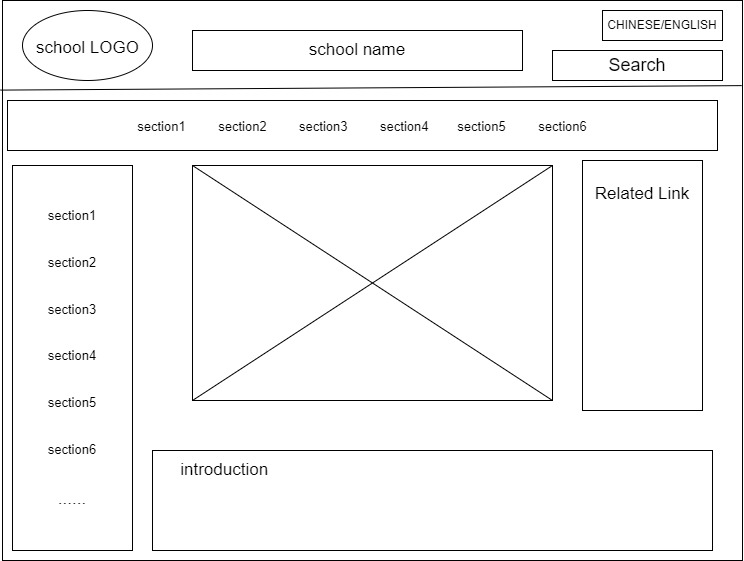 school LOGO
school name
CHINESE/ENGLISH
Search
section1 section2 section3 section4 section5 section6
section1
section2
section3
section4
section5
section6
......
Related Link
introduction